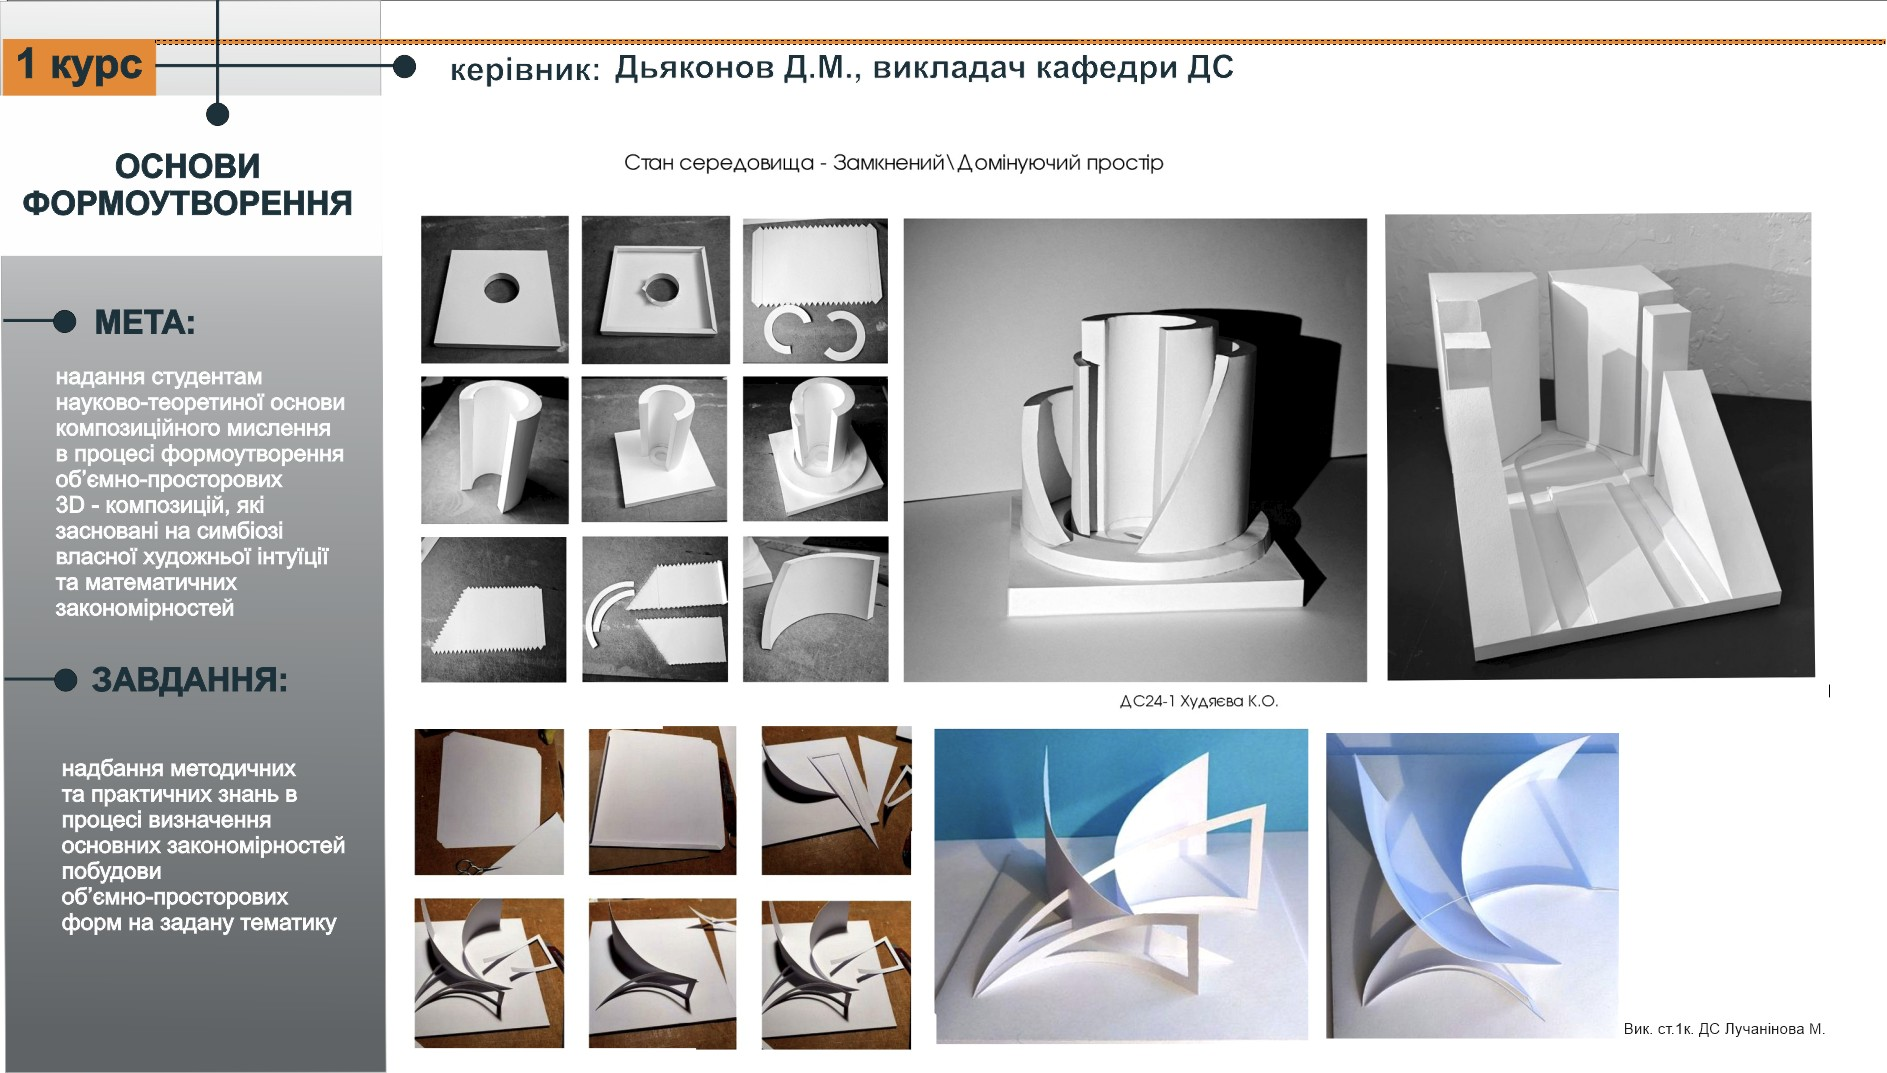 1 курс
керівник: Дьяконов Д.М., викладач кафедри ДС
ОСНОВИ
ФОРМОУТВОРЕННЯ
Стан середовища - Замкнений\Домінуючий простір
МЕТА:
надання студентам
науково-теоретиної основи
композиційного мислення
в процесі формоутворення
об'ємно-просторових
3D - композицій, які
засновані на симбіозі
власної художньої інтуїції
та математичних
закономірностей
ЗАВДАННЯ:
надбання методичних
та практичних знань в
процесі визначення
основних закономірностей
побудови
об'ємно-просторових
форм на задану тематику
ДС24-1 Худяєва К.О.
Вик. ст.1к. ДС Лучанінова М.